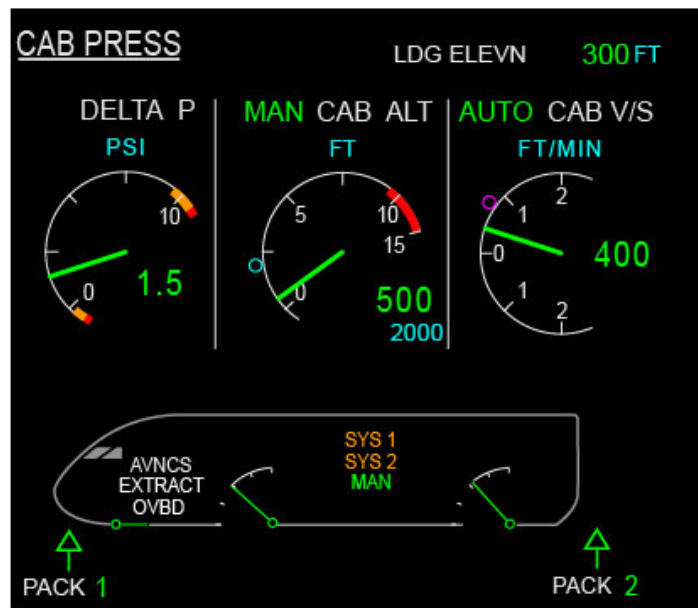 CAB PRESS
LDG ELEVN 300 FT
DELTA P
PSI
10
0
1.5
MAN CAB ALT
FT
5
10
15
0
500
2000
AUTO CAB V/S
FT/MIN
2
1
0
400
1
2
SYS 1
SYS 2
MAN
AVNCS
EXTRACT
OVBD
PACK 1
PACK 2